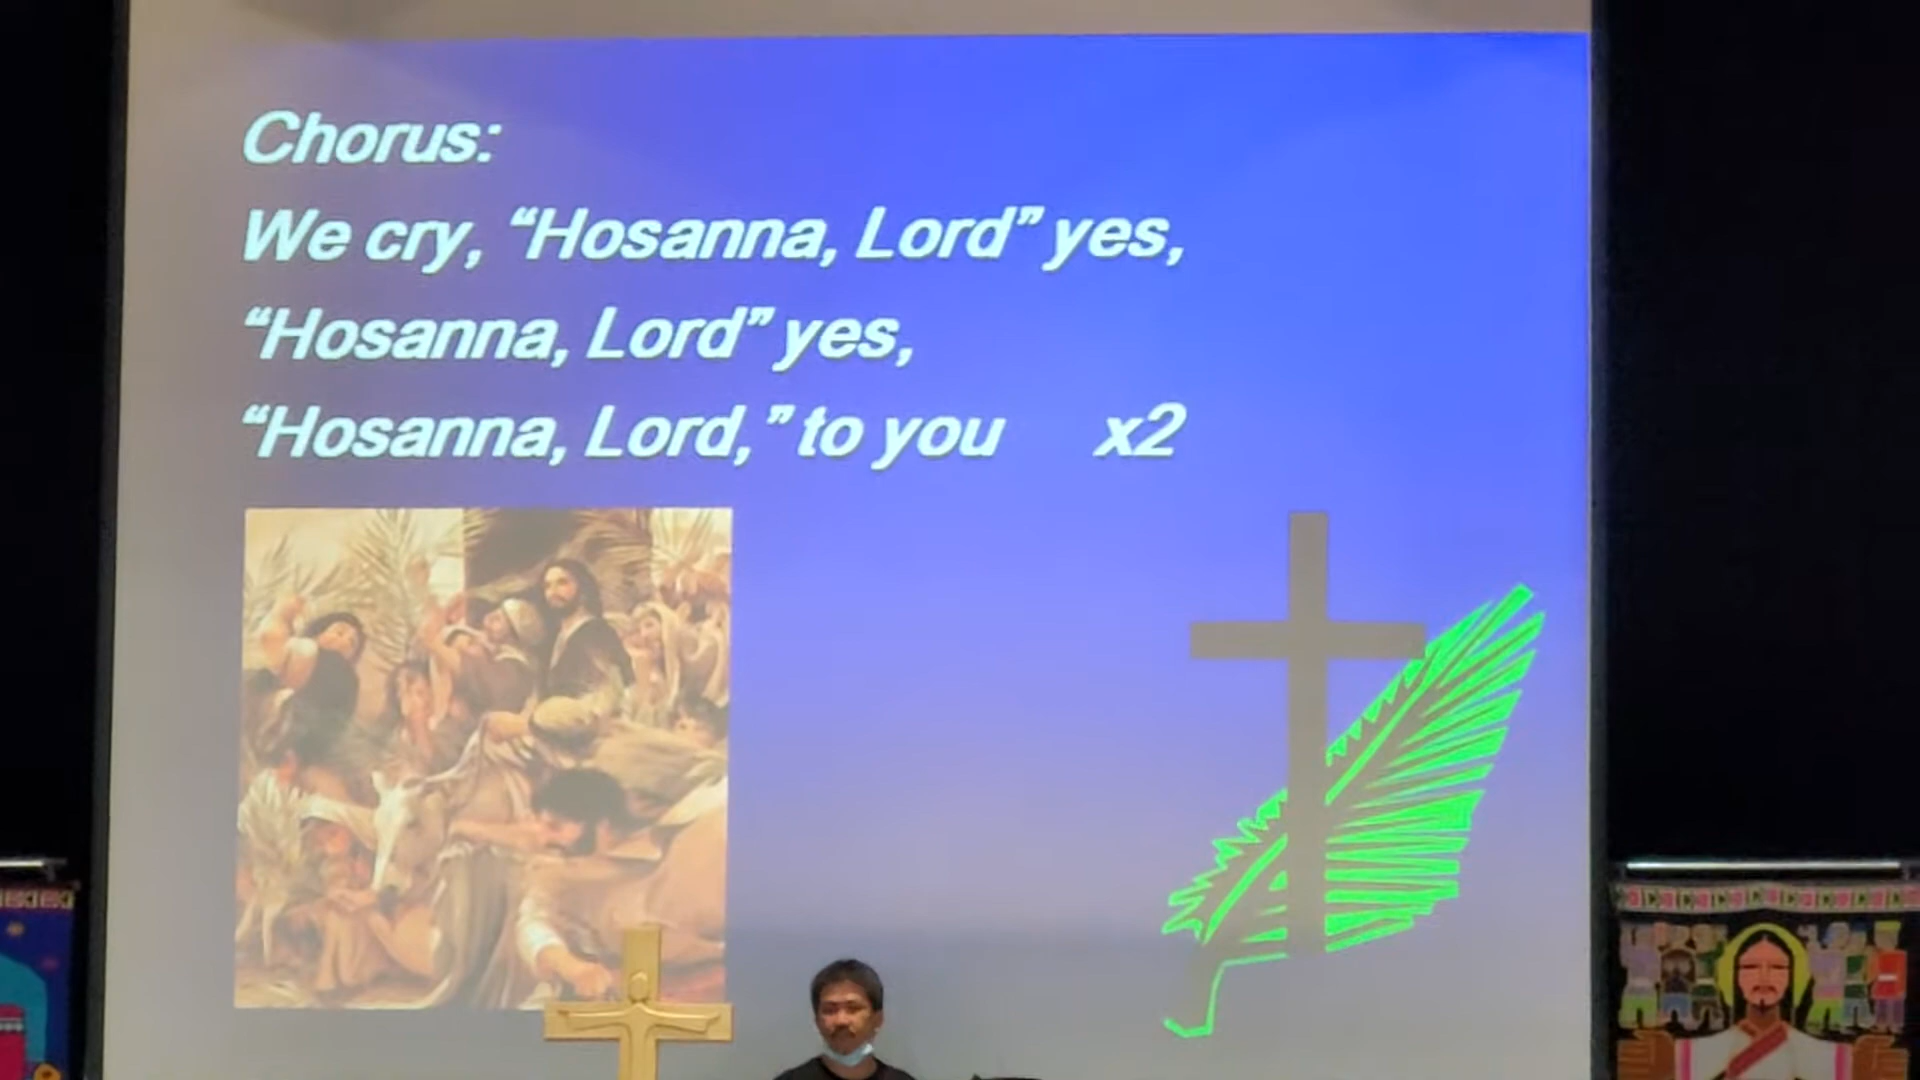 Chorus:
We cry, “Hosanna, Lord” yes,
“Hosanna, Lord” yes,
“Hosanna, Lord,” to you x2